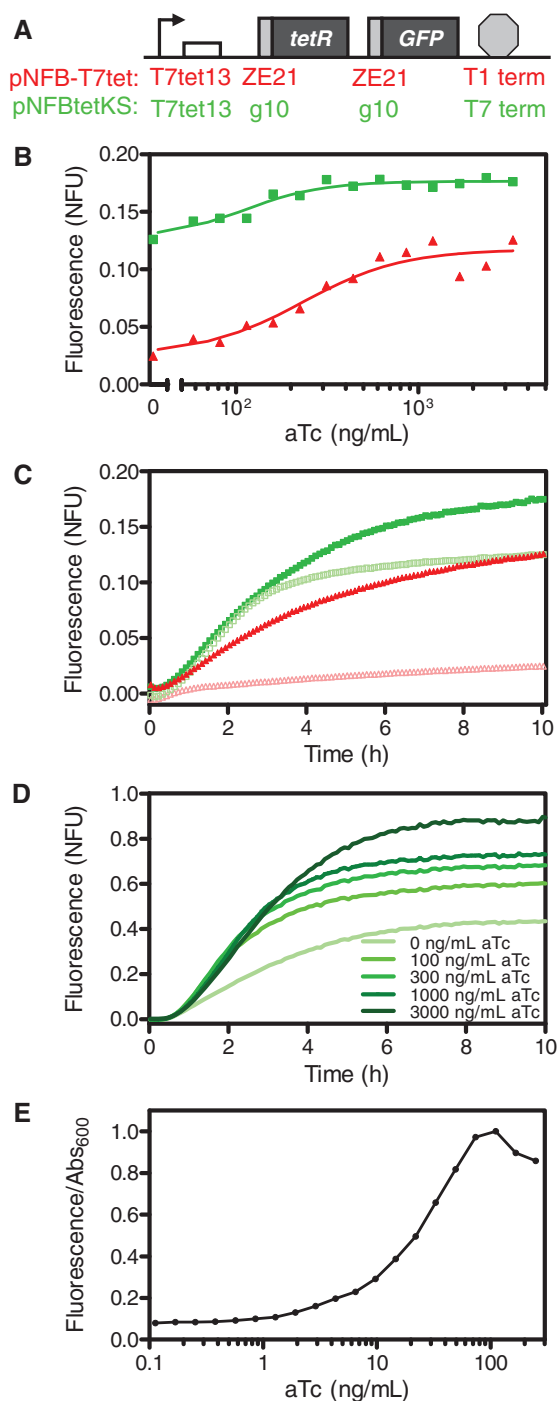 A
tetR GFP
pNFB-T7tet: T7tet13 ZE21 ZE21 T1 term
pNFBtetKS: T7tet13 g10 g10 T7 term
B
Fluorescence (NFU)
0.20
0.15
0.10
0.05
0.00
0 10² 10³
aTc (ng/mL)
C
Fluorescence (NFU)
0.20
0.15
0.10
0.05
0.00
0 2 4 6 8 10
Time (h)
D
Fluorescence (NFU)
1.0
0.8
0.6
0.4
0.2
0.0
0 ng/mL aTc
100 ng/mL aTc
300 ng/mL aTc
1000 ng/mL aTc
3000 ng/mL aTc
0 2 4 6 8 10
Time (h)
E
Fluorescence/Abs₆₀₀
1.0
0.8
0.6
0.4
0.2
0.0
0.1 1 10 100
aTc (ng/mL)